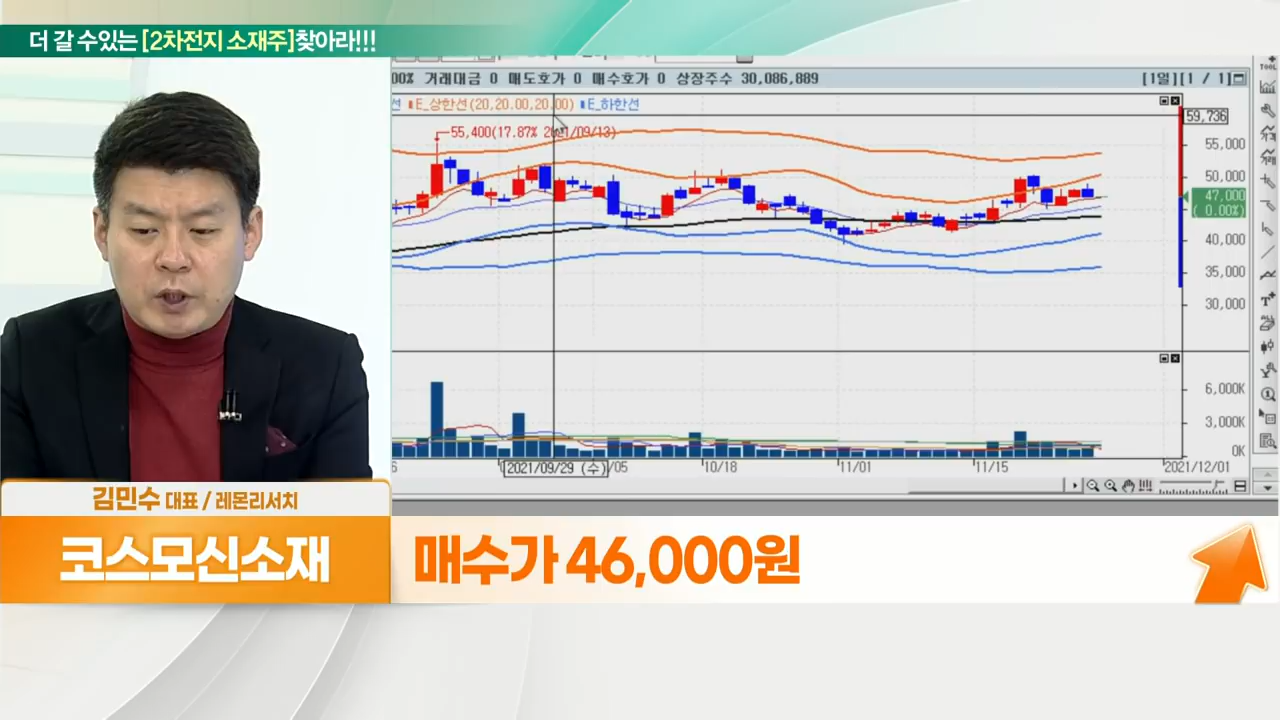 더 갈 수있는 [2차전지 소재주]찾아라!!!
00% 거래대금 0 매도호가 0 매수호가 0 상장주수 30,086,889
[1일][1 / 1]
선 E_상한선(20,20.00,20,00) E_하한선
59,736
55,400(17.87% 2021/09/13)
55,000
50,000
47,000
( 0.00%)
40,000
35,000
30,000
6,000K
3,000K
0K
6 2021/09/29 (수) /05 10/18 11/01 11/15 2021/12/01
김민수 대표 / 레몬리서치
코스모신소재
매수가 46,000원